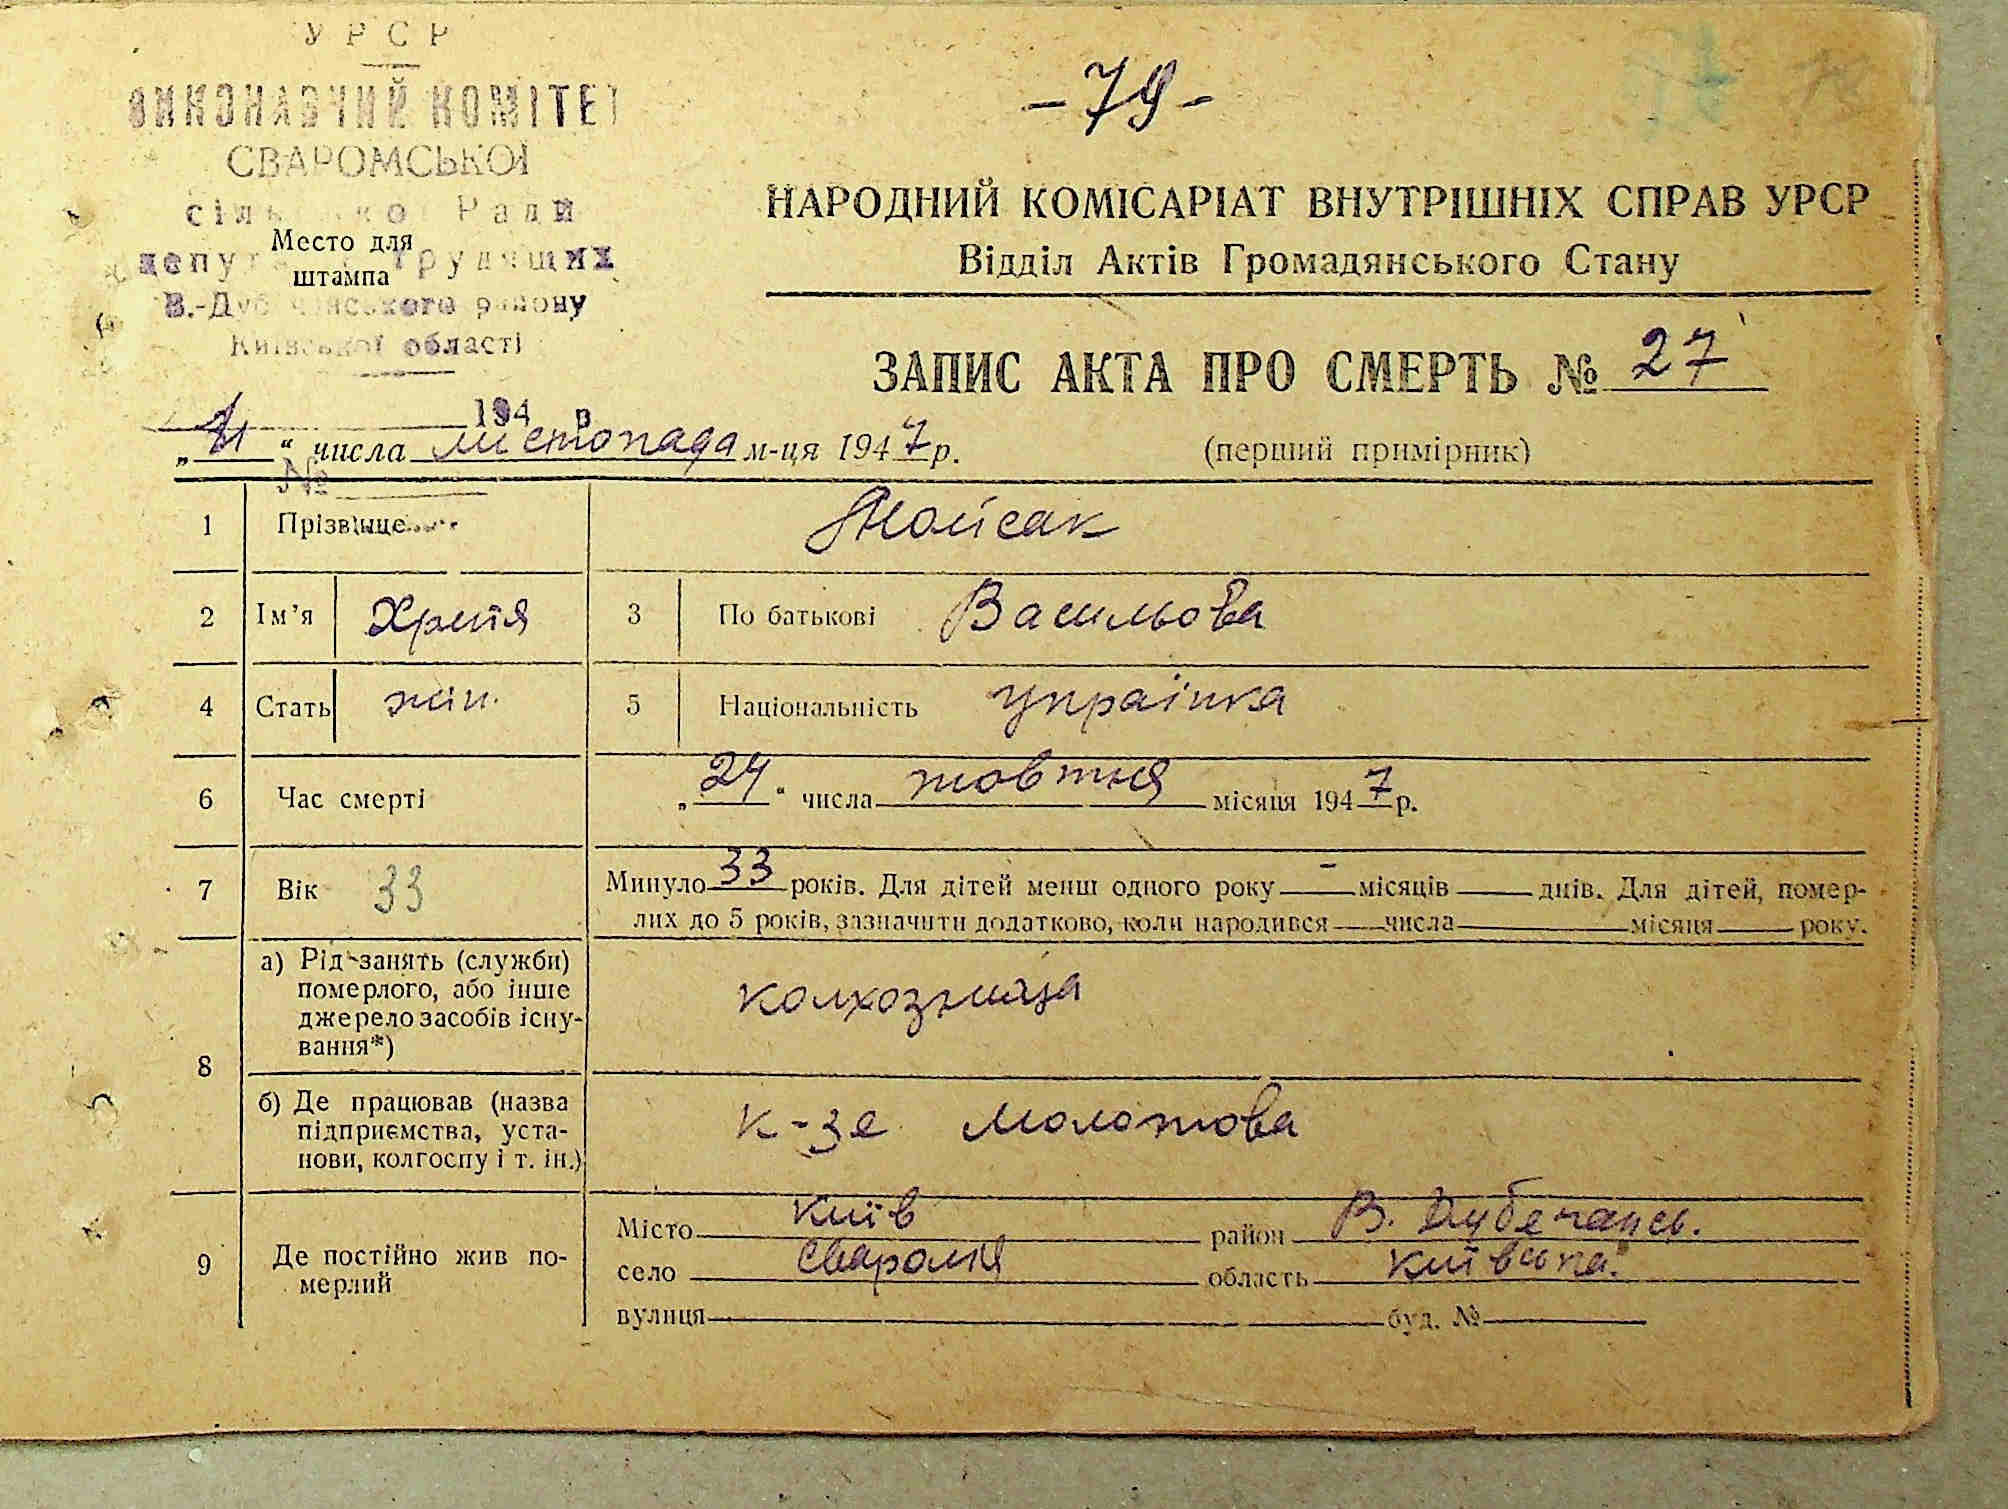 УРСР
ВИКОНАВЧИЙ КОМІТЕТ
СВАРОМСЬКОЇ
сільської Ради
депутатів трудящих
В.-Дубечанського району
Київської області
Место для
штампа
194 р
№
- 79 -
НАРОДНИЙ КОМІСАРІАТ ВНУТРІШНІХ СПРАВ УРСР
Відділ Актів Громадянського Стану
ЗАПИС АКТА ПРО СМЕРТЬ № 27
„ “ числа листопада м-ця 1947 р.
(перший примірник)
1 Прізвище Мойсак
2 Ім’я Хритя 3 По батькові Васильова
4 Стать жін. 5 Національність українка
6 Час смерті „24“ числа жовтня місяця 1947 р.
7 Вік 33 Минуло 33 років. Для дітей менш одного року - місяців днів. Для дітей, помер-
лих до 5 років, зазначити додатково, коли народився числа місяця року.
8 а) Рід занять (служби)
померлого, або інше
джерело засобів існу-
вання*)
колхозниця
б) Де працював (назва
підприємства, уста-
нови, колгоспу і т. ін.)
к-зе Молотова
9 Де постійно жив по-
мерлий
Місто Київ район В. Дубечансь.
село Сваромя область Київська.
вулиця буд. №